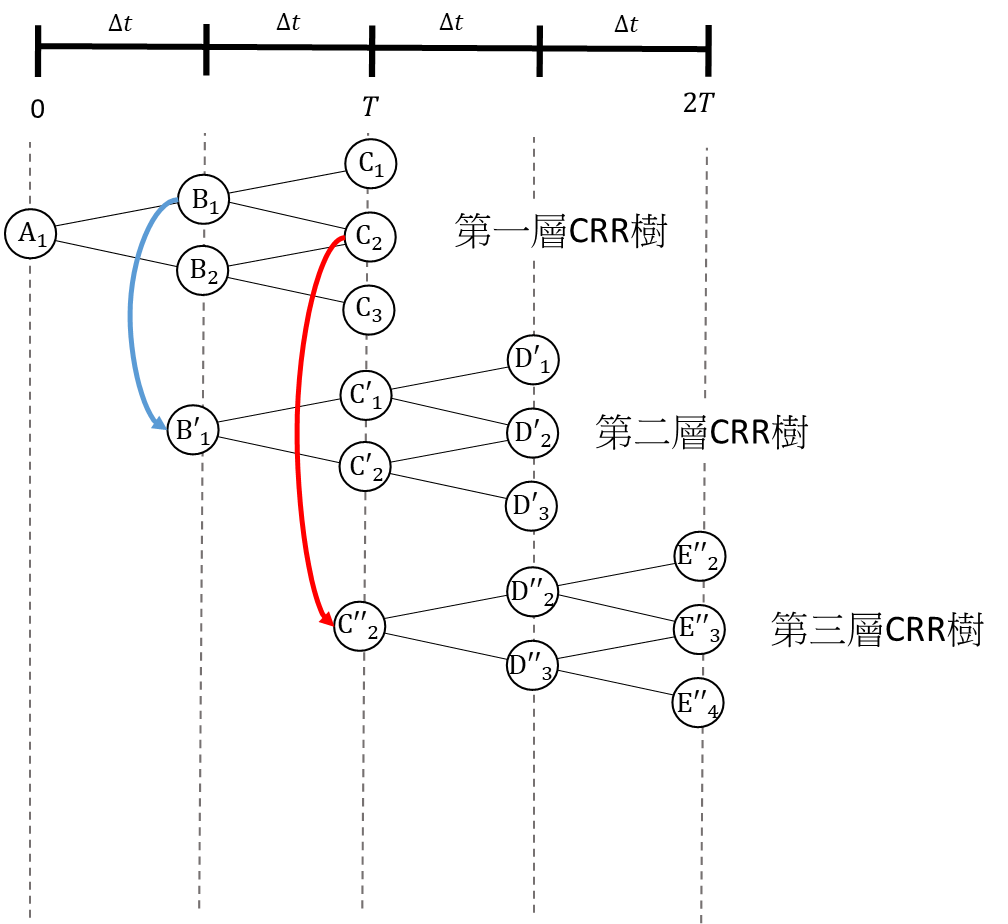 Δt Δt Δt Δt
0 T 2T
C₁
B₁
A₁ C₂ 第一層CRR樹
B₂
C₃
D′₁
C′₁
B′₁ D′₂ 第二層CRR樹
C′₂
D′₃
E″₂
D″₂
C″₂ E″₃ 第三層CRR樹
D″₃
E″₄